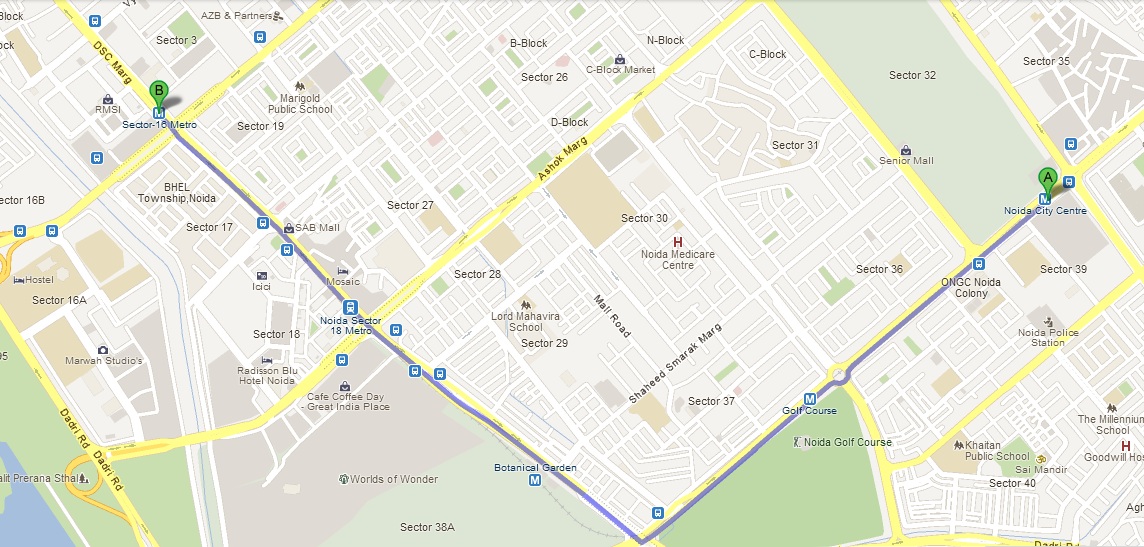 AZB & Partners
Block
Sector 3
DSC Marg
B
RMSI
Sector-16 Metro
Marigold
Public School
Sector 19
B-Block
N-Block
C-Block
Sector 26
C-Block Market
D-Block
Sector 32
Sector 35
Ashok Marg
Sector 31
Senior Mall
A
Noida City Centre
BHEL
Township,Noida
ector 16B
Sector 17
SAB Mall
Sector 27
Sector 30
Noida Medicare
Centre
H
Sector 28
Sector 36
Sector 39
ONGC Noida
Colony
Hostel
Sector 16A
Icici
Mosaic
Noida Sector
18 Metro
Lord Mahavira
School
Mall Road
Sector 29
Shaheed Smarak Marg
Noida Police
Station
95
Marwah Studio's
Sector 18
Radisson Blu
Hotel Noida
Cafe Coffee Day
- Great India Place
Sector 37
M
Golf Course
Noida Golf Course
The Millennium
School
Khaitan
Public School
H
Goodwill Hos
Sai Mandir
Sector 40
Dadri Rd
Dadri Rd
alit Prerana Sthal
Worlds of Wonder
Botanical Garden
M
Sector 38A
Agh
Dadri Rd